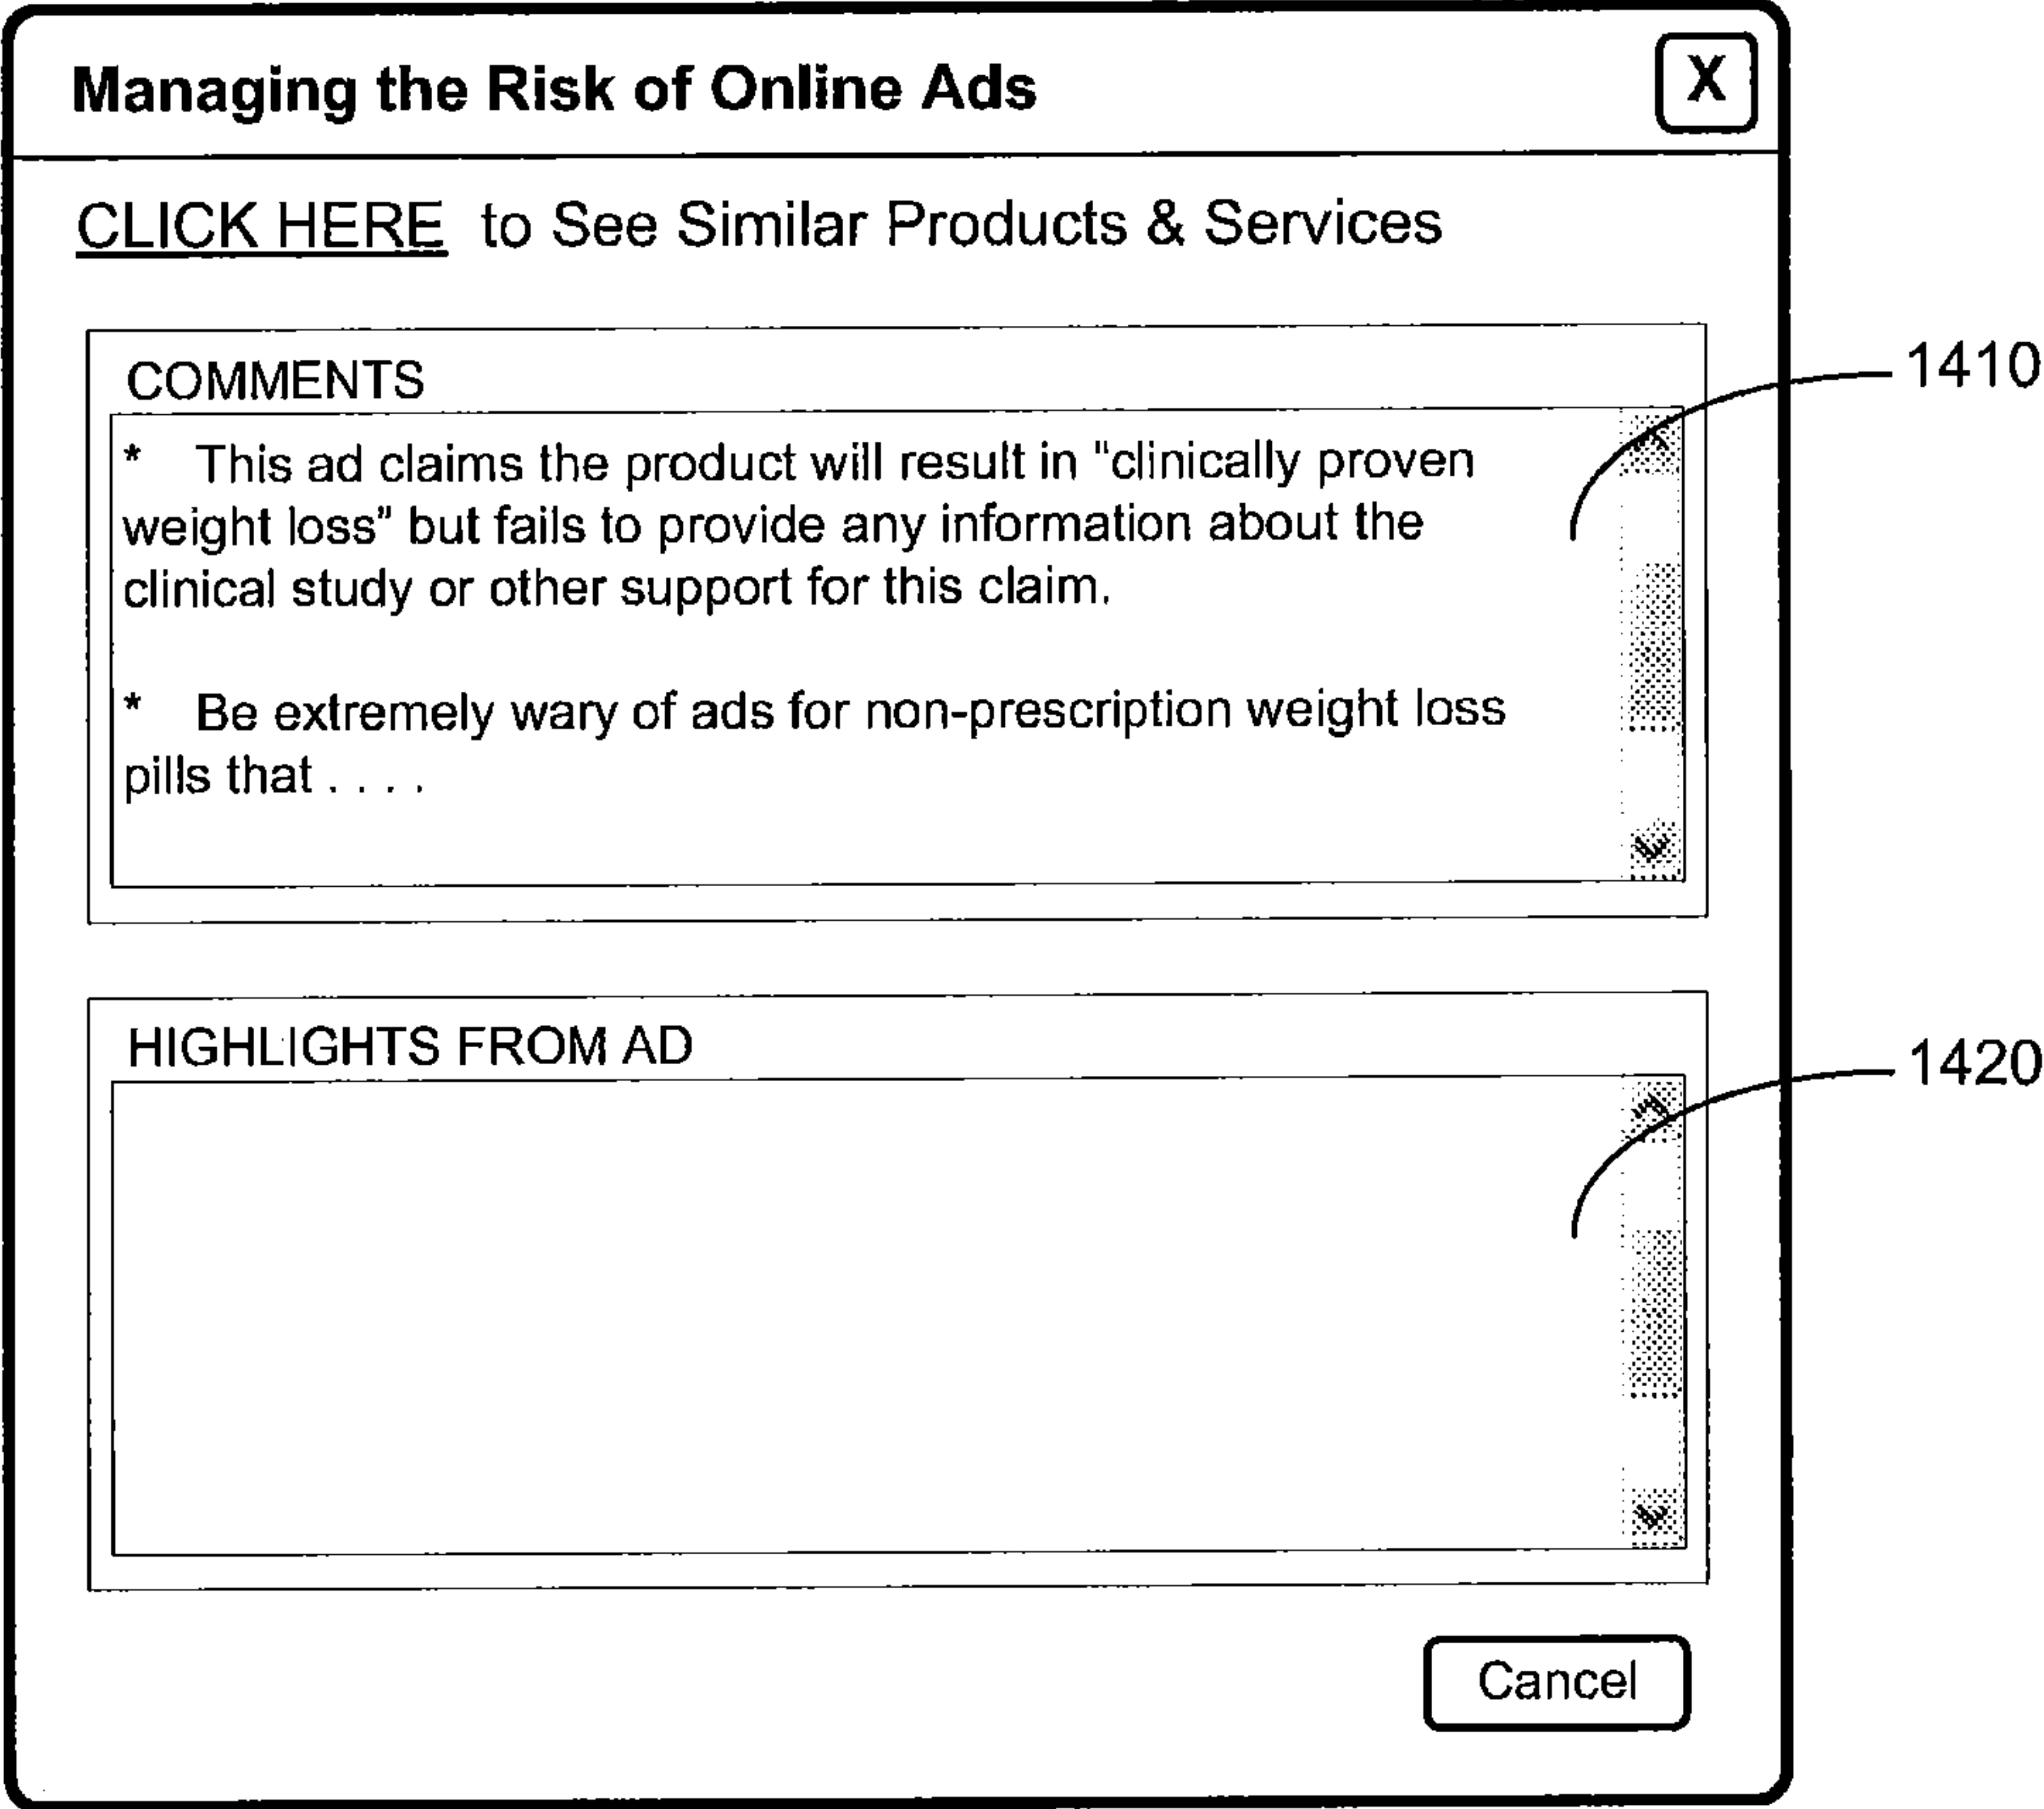 Managing the Risk of Online Ads X
CLICK HERE to See Similar Products & Services
COMMENTS
1410
* This ad claims the product will result in "clinically proven
weight loss" but fails to provide any information about the
clinical study or other support for this claim.
* Be extremely wary of ads for non-prescription weight loss
pills that . . . .
HIGHLIGHTS FROM AD
1420
Cancel